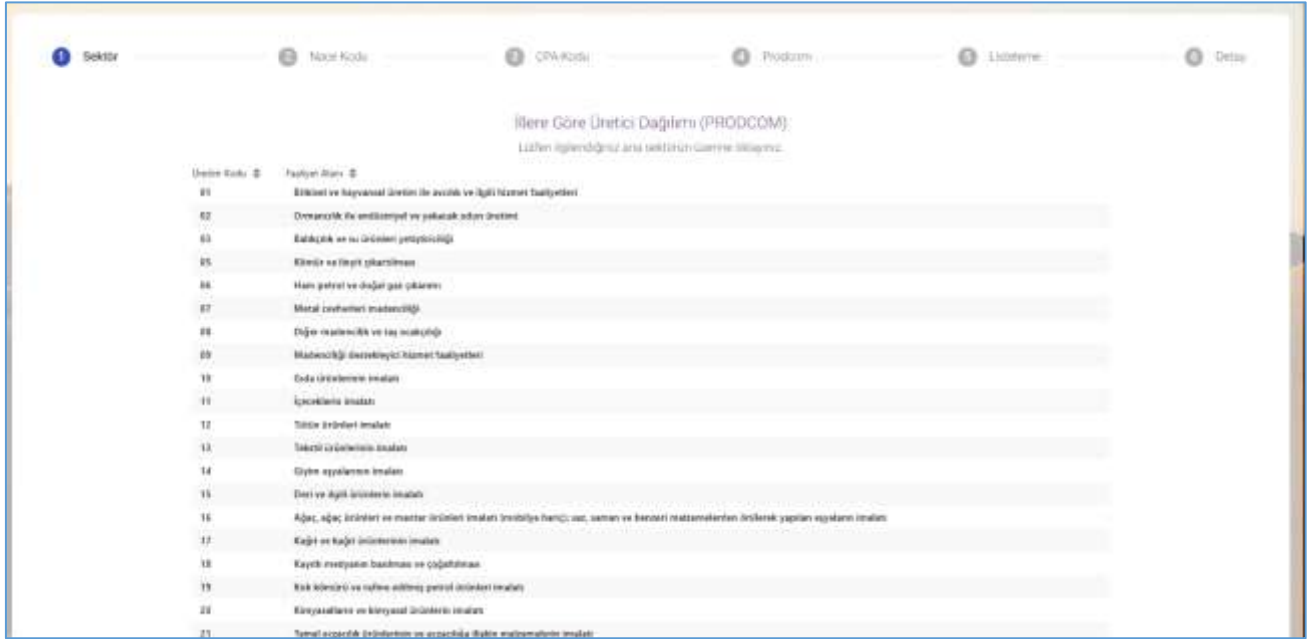 1 Sektör 2 Nace Kodu 3 CPA Kodu 4 Prodcom 5 Listeleme 6 Detay
İllere Göre Üretici Dağılımı (PRODCOM)
Lütfen ilgilendiğiniz ana sektörün üzerine tıklayınız.
Üretim Kodu Faaliyet Alanı
01 Bitkisel ve hayvansal üretim ile avcılık ve ilgili hizmet faaliyetleri
02 Ormancılık ile endüstriyel ve yakacak odun üretimi
03 Balıkçılık ve su ürünleri yetiştiriciliği
05 Kömür ve linyit çıkartılması
06 Ham petrol ve doğal gaz çıkarımı
07 Metal cevherleri madenciliği
08 Diğer madencilik ve taş ocakçılığı
09 Madenciliği destekleyici hizmet faaliyetleri
10 Gıda ürünlerinin imalatı
11 İçeceklerin imalatı
12 Tütün ürünleri imalatı
13 Tekstil ürünlerinin imalatı
14 Giyim eşyalarının imalatı
15 Deri ve ilgili ürünlerin imalatı
16 Ağaç, ağaç ürünleri ve mantar ürünleri imalatı (mobilya hariç); saz, saman ve benzeri malzemelerden örülerek yapılan eşyaların imalatı
17 Kağıt ve kağıt ürünlerinin imalatı
18 Kayıtlı medyanın basılması ve çoğaltılması
19 Kok kömürü ve rafine edilmiş petrol ürünleri imalatı
20 Kimyasalların ve kimyasal ürünlerin imalatı
21 Temel eczacılık ürünlerinin ve eczacılığa ilişkin malzemelerin imalatı